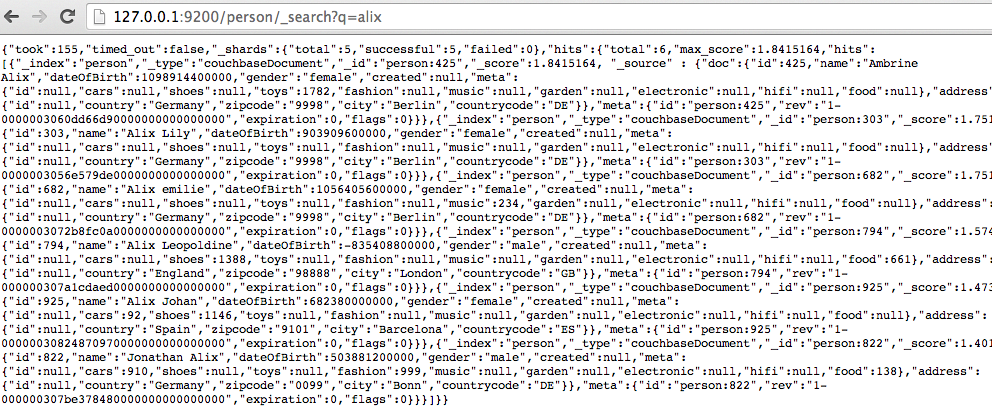 127.0.0.1:9200/person/_search?q=alix
{"took":155,"timed_out":false,"_shards":{"total":5,"successful":5,"failed":0},"hits":{"total":6,"max_score":1.8415164,"hits":
[{"_index":"person","_type":"couchbaseDocument","_id":"person:425","_score":1.8415164, "_source" : {"doc":{"id":425,"name":"Ambrine
Alix","dateOfBirth":1098914400000,"gender":"female","created":null,"meta":
{"id":null,"cars":null,"shoes":null,"toys":1782,"fashion":null,"music":null,"garden":null,"electronic":null,"hifi":null,"food":null},"address"
{"id":null,"country":"Germany","zipcode":"9998","city":"Berlin","countrycode":"DE"}},"meta":{"id":"person:425","rev":"1-
0000003060dd66d90000000000000000","expiration":0,"flags":0}}},{"_index":"person","_type":"couchbaseDocument","_id":"person:303","_score":1.751
{"id":303,"name":"Alix Lily","dateOfBirth":903909600000,"gender":"female","created":null,"meta":
{"id":null,"cars":null,"shoes":null,"toys":null,"fashion":null,"music":null,"garden":null,"electronic":null,"hifi":null,"food":null},"address":
{"id":null,"country":"Germany","zipcode":"9998","city":"Berlin","countrycode":"DE"}},"meta":{"id":"person:303","rev":"1-
0000003056e579de0000000000000000","expiration":0,"flags":0}}},{"_index":"person","_type":"couchbaseDocument","_id":"person:682","_score":1.751
{"id":682,"name":"Alix emilie","dateOfBirth":1056405600000,"gender":"female","created":null,"meta":
{"id":null,"cars":null,"shoes":null,"toys":null,"fashion":null,"music":234,"garden":null,"electronic":null,"hifi":null,"food":null},"address":
{"id":null,"country":"Germany","zipcode":"9998","city":"Berlin","countrycode":"DE"}},"meta":{"id":"person:682","rev":"1-
0000003072b8fc0a0000000000000000","expiration":0,"flags":0}}},{"_index":"person","_type":"couchbaseDocument","_id":"person:794","_score":1.574
{"id":794,"name":"Alix Leopoldine","dateOfBirth":-835408800000,"gender":"male","created":null,"meta":
{"id":null,"cars":null,"shoes":1388,"toys":null,"fashion":null,"music":null,"garden":null,"electronic":null,"hifi":null,"food":661},"address":
{"id":null,"country":"England","zipcode":"98888","city":"London","countrycode":"GB"}},"meta":{"id":"person:794","rev":"1-
000000307a1cdaed0000000000000000","expiration":0,"flags":0}}},{"_index":"person","_type":"couchbaseDocument","_id":"person:925","_score":1.473
{"id":925,"name":"Alix Johan","dateOfBirth":682380000000,"gender":"female","created":null,"meta":
{"id":null,"cars":92,"shoes":1146,"toys":null,"fashion":null,"music":null,"garden":null,"electronic":null,"hifi":null,"food":null},"address":
{"id":null,"country":"Spain","zipcode":"9101","city":"Barcelona","countrycode":"ES"}},"meta":{"id":"person:925","rev":"1-
00000030824870970000000000000000","expiration":0,"flags":0}}},{"_index":"person","_type":"couchbaseDocument","_id":"person:822","_score":1.401
{"id":822,"name":"Jonathan Alix","dateOfBirth":503881200000,"gender":"male","created":null,"meta":
{"id":null,"cars":910,"shoes":null,"toys":null,"fashion":999,"music":null,"garden":null,"electronic":null,"hifi":null,"food":138},"address":
{"id":null,"country":"Germany","zipcode":"0099","city":"Bonn","countrycode":"DE"}},"meta":{"id":"person:822","rev":"1-
000000307be378480000000000000000","expiration":0,"flags":0}}}]}}